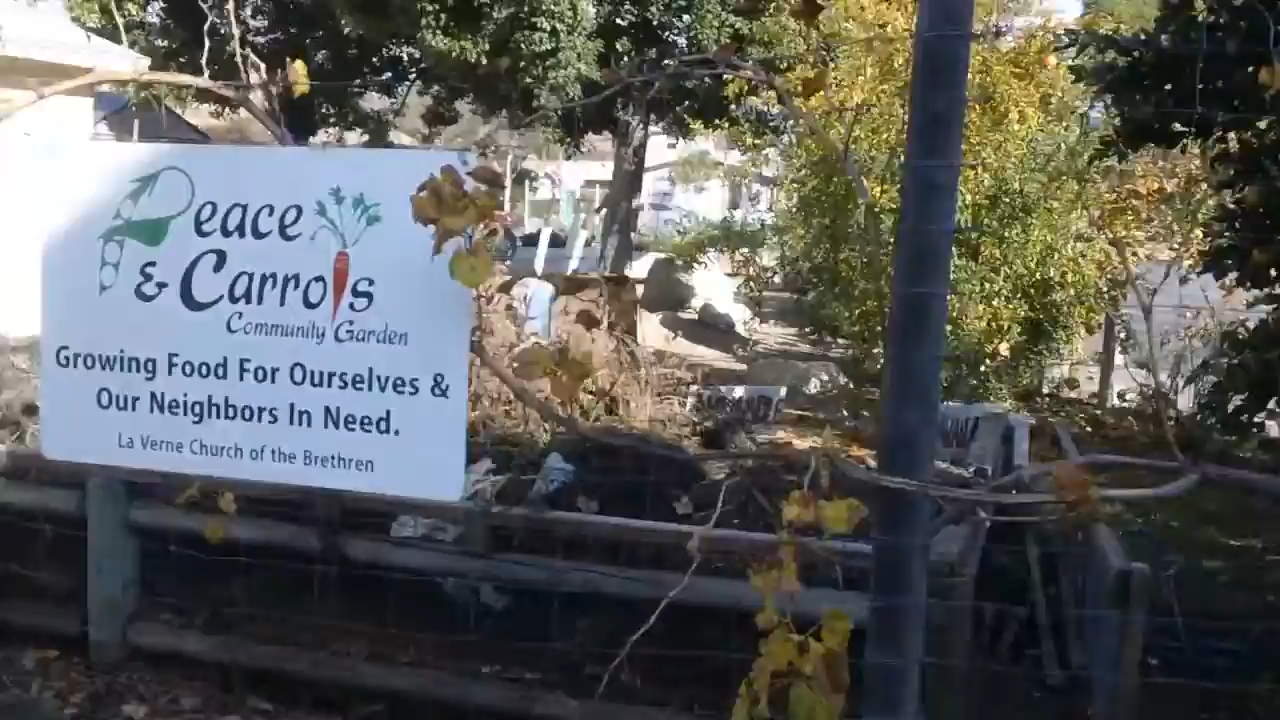 Peace
& Carrots
Community Garden
Growing Food For Ourselves &
Our Neighbors In Need.
La Verne Church of the Brethren